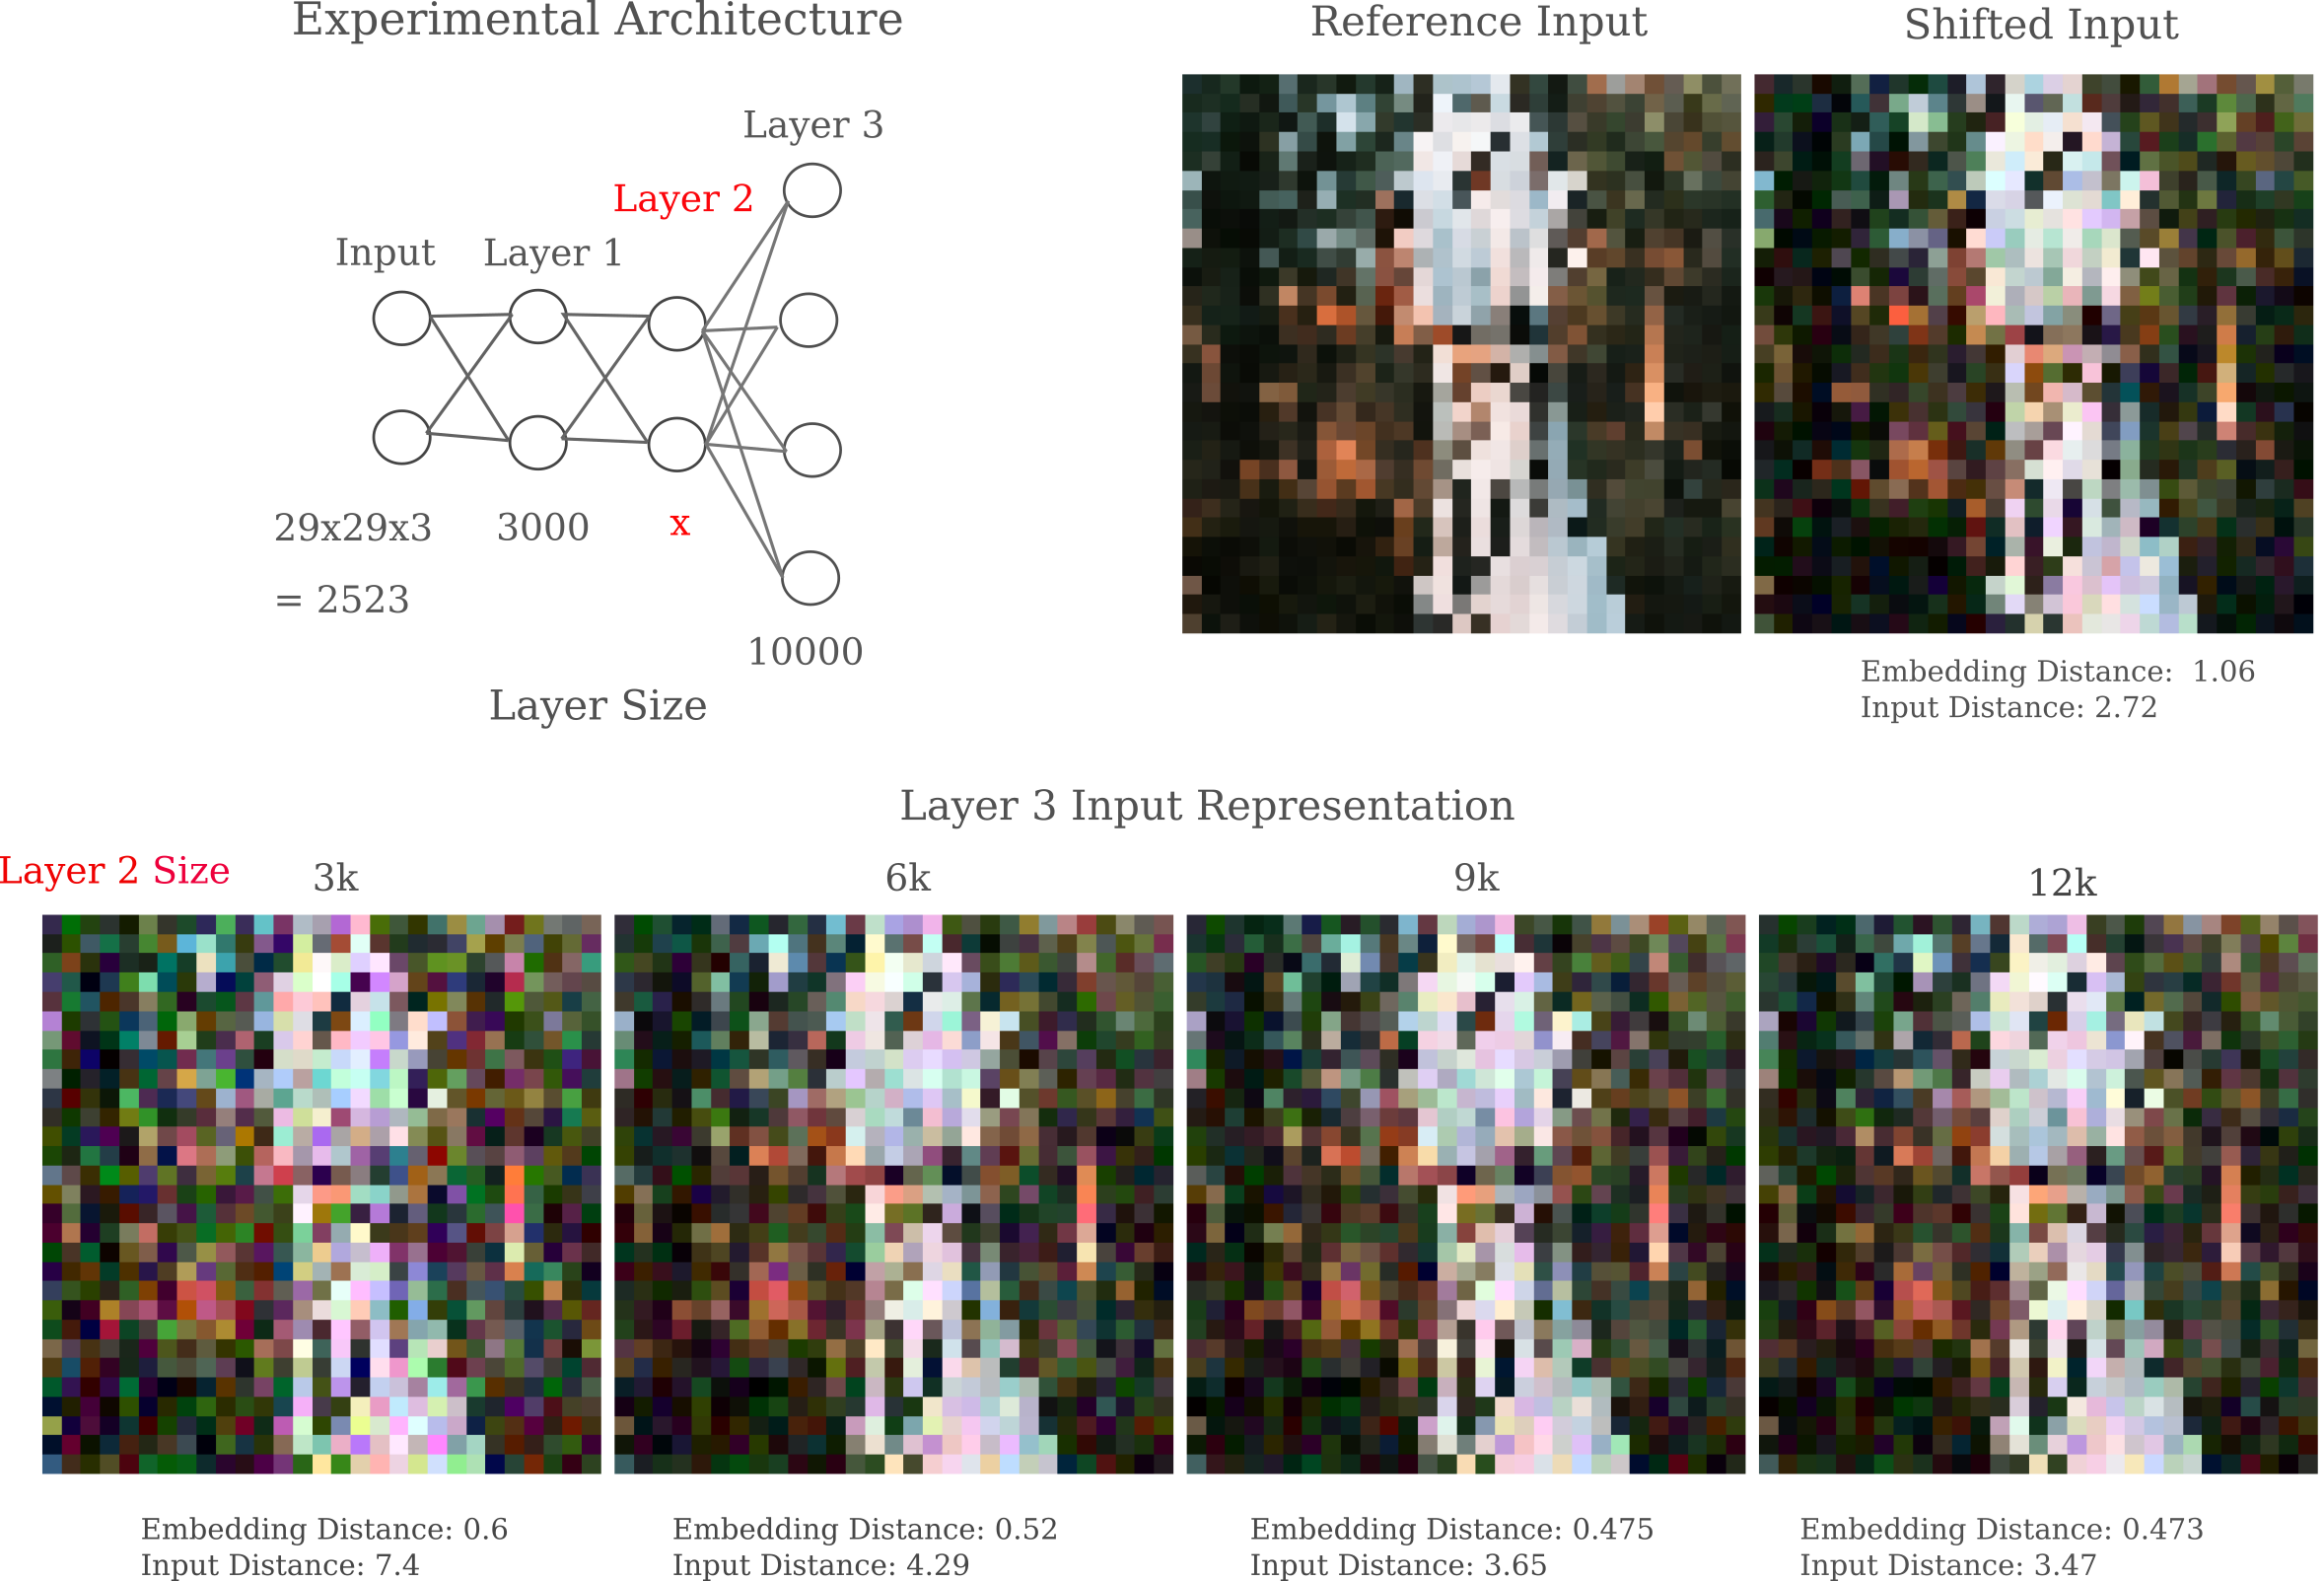 Experimental Architecture
Reference Input
Shifted Input
Layer 3
Layer 2
Input
Layer 1
29x29x3
3000
x
= 2523
10000
Layer Size
Embedding Distance: 1.06
Input Distance: 2.72
Layer 3 Input Representation
Layer 2 Size
3k
6k
9k
12k
Embedding Distance: 0.6
Input Distance: 7.4
Embedding Distance: 0.52
Input Distance: 4.29
Embedding Distance: 0.475
Input Distance: 3.65
Embedding Distance: 0.473
Input Distance: 3.47